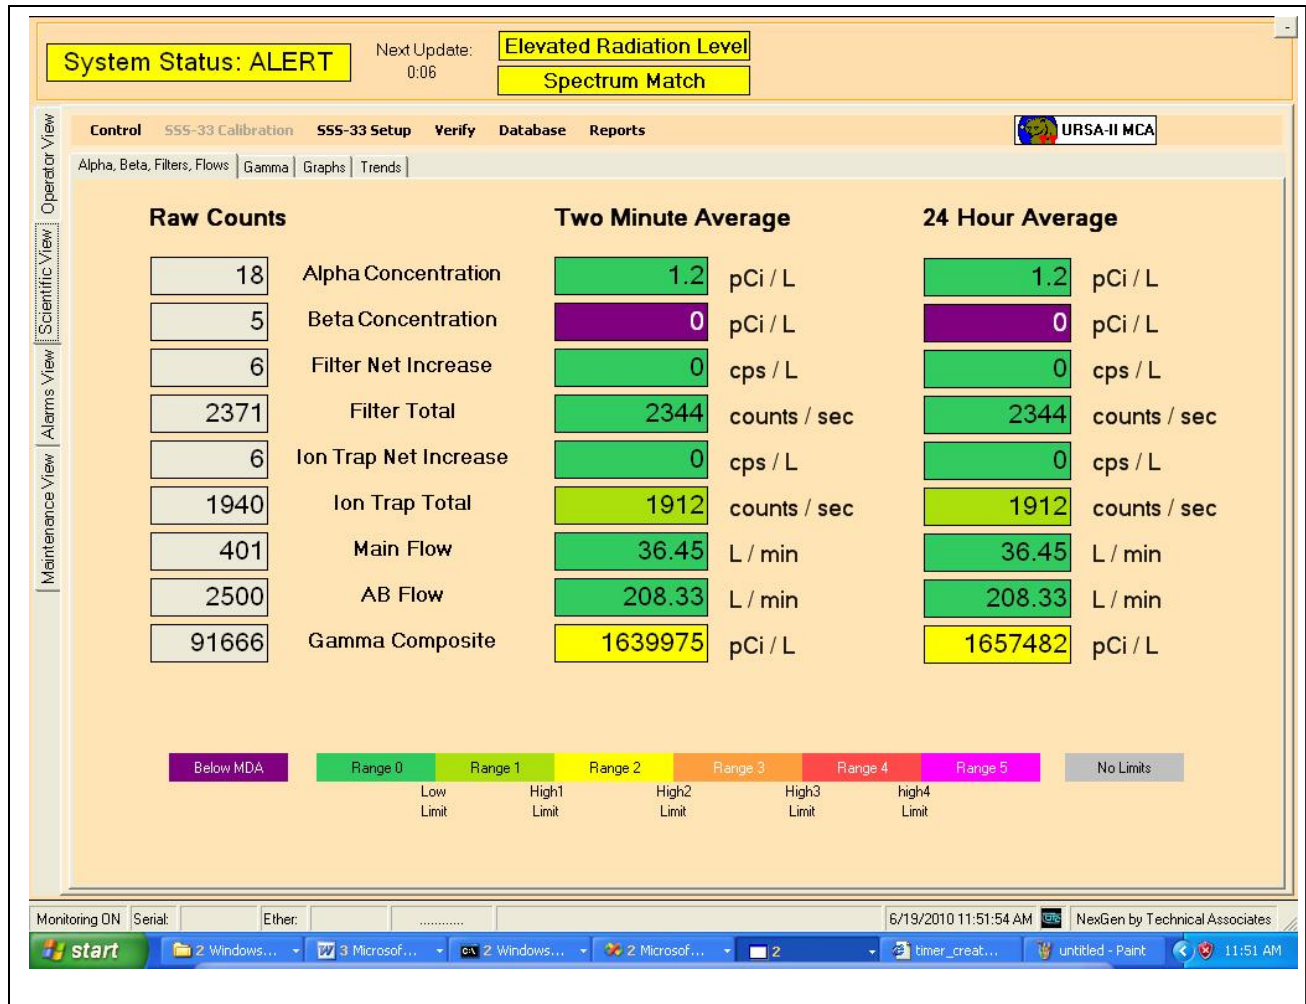 System Status: ALERT
Next Update:
0:06
Elevated Radiation Level
Spectrum Match
-
Operator View
Scientific View
Alarms View
Maintenance View
Control SSS-33 Calibration SSS-33 Setup Verify Database Reports
URSA-II MCA
Alpha, Beta, Filters, Flows Gamma Graphs Trends
Raw Counts Two Minute Average 24 Hour Average
18 Alpha Concentration 1.2 pCi / L 1.2 pCi / L
5 Beta Concentration 0 pCi / L 0 pCi / L
6 Filter Net Increase 0 cps / L 0 cps / L
2371 Filter Total 2344 counts / sec 2344 counts / sec
6 Ion Trap Net Increase 0 cps / L 0 cps / L
1940 Ion Trap Total 1912 counts / sec 1912 counts / sec
401 Main Flow 36.45 L / min 36.45 L / min
2500 AB Flow 208.33 L / min 208.33 L / min
91666 Gamma Composite 1639975 pCi / L 1657482 pCi / L
Below MDA Range 0 Range 1 Range 2 Range 3 Range 4 Range 5 No Limits
Low High1 High2 High3 high4
Limit Limit Limit Limit Limit
Monitoring ON Serial: Ether: ............ 6/19/2010 11:51:54 AM NexGen by Technical Associates
start 2 Windows... 3 Microsof... 2 Windows... 2 Microsof... 2 timer_creat... untitled - Paint 11:51 AM